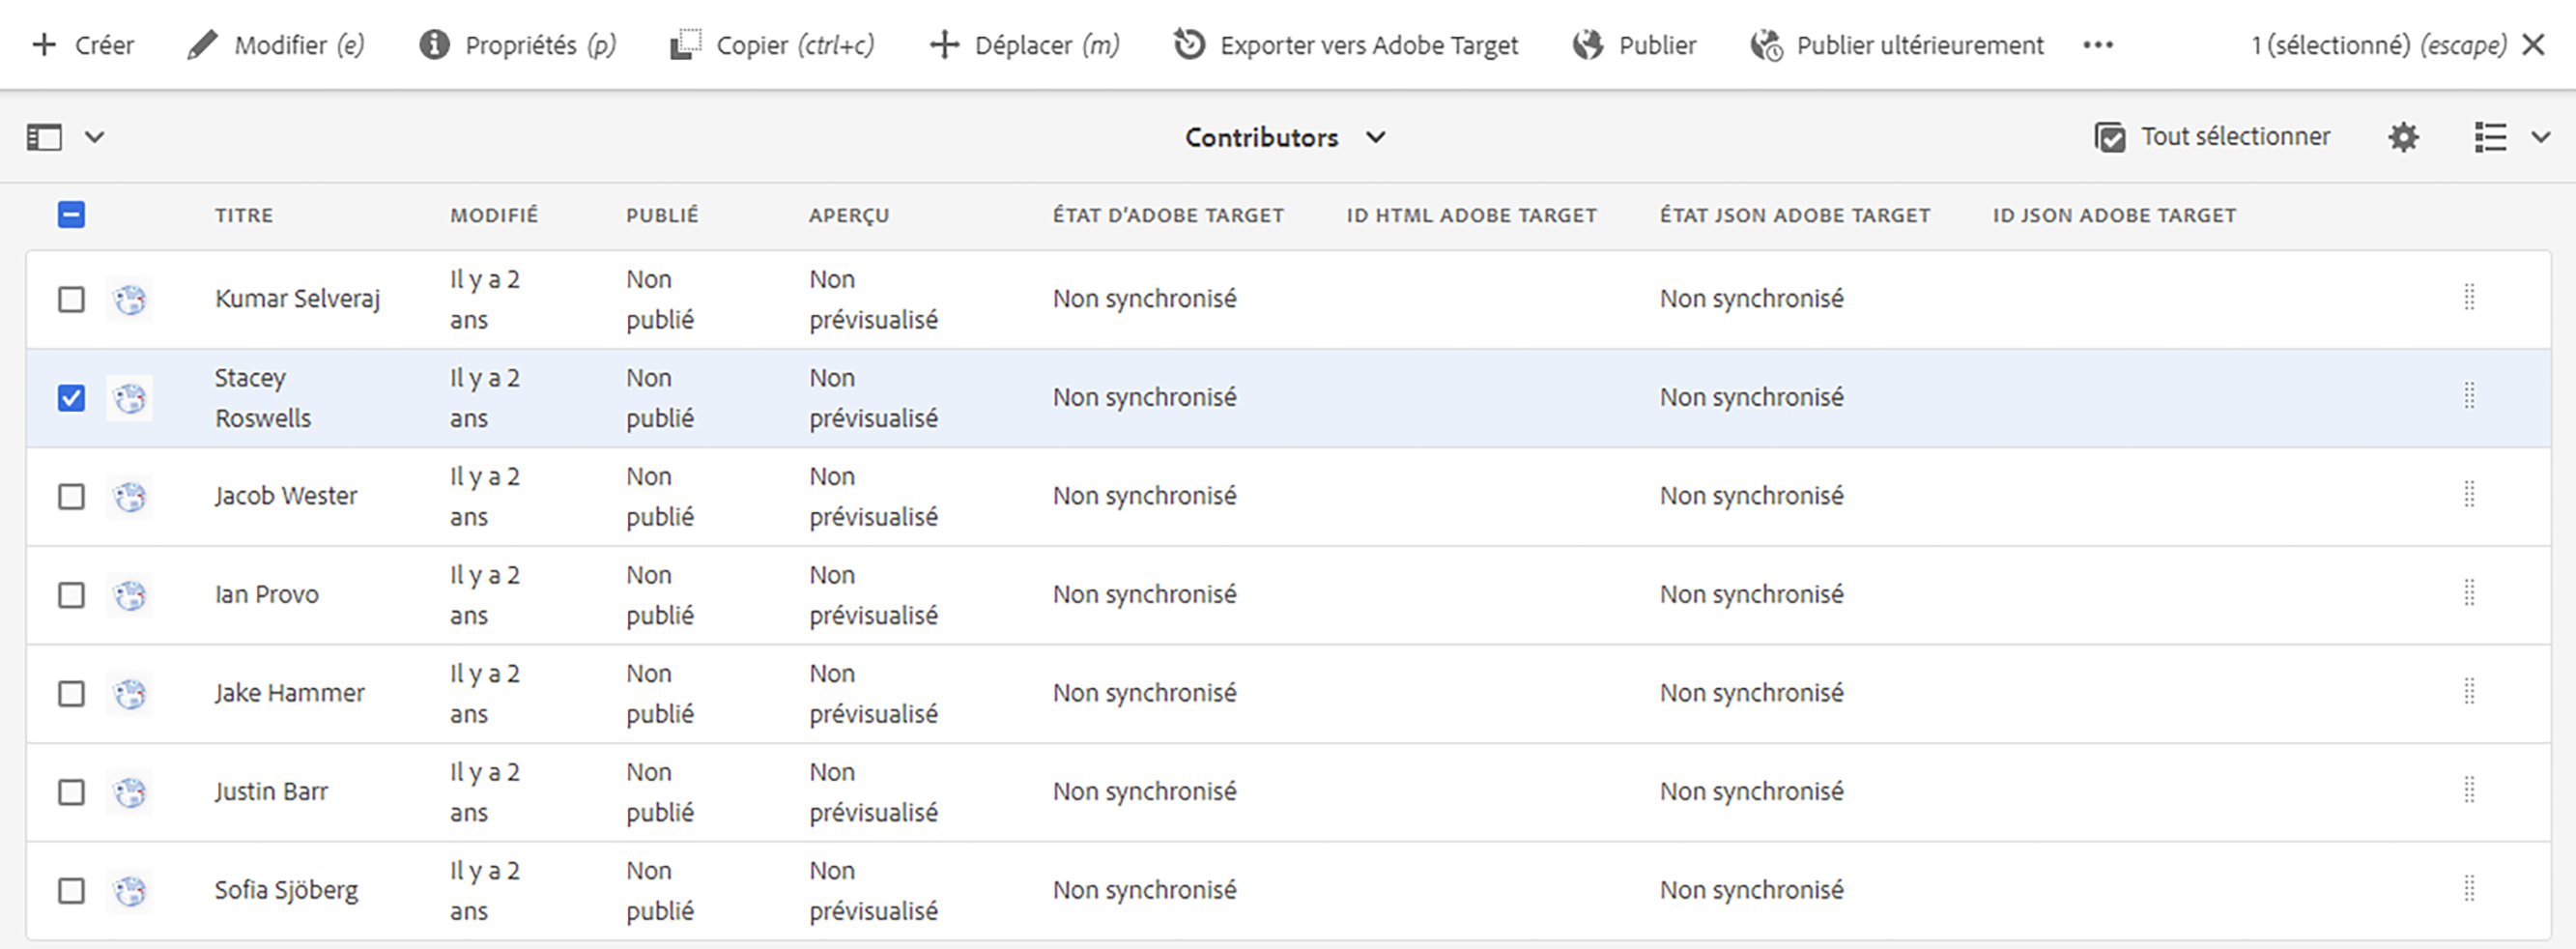 Créer Modifier (e) Propriétés (p) Copier (ctrl+c) Déplacer (m) Exporter vers Adobe Target Publier Publier ultérieurement 1 (sélectionné) (escape)
Contributors Tout sélectionner
TITRE MODIFIÉ PUBLIÉ APERÇU ÉTAT D'ADOBE TARGET ID HTML ADOBE TARGET ÉTAT JSON ADOBE TARGET ID JSON ADOBE TARGET
Kumar Selveraj Il y a 2 ans Non publié Non prévisualisé Non synchronisé Non synchronisé
Stacey Roswells Il y a 2 ans Non publié Non prévisualisé Non synchronisé Non synchronisé
Jacob Wester Il y a 2 ans Non publié Non prévisualisé Non synchronisé Non synchronisé
Ian Provo Il y a 2 ans Non publié Non prévisualisé Non synchronisé Non synchronisé
Jake Hammer Il y a 2 ans Non publié Non prévisualisé Non synchronisé Non synchronisé
Justin Barr Il y a 2 ans Non publié Non prévisualisé Non synchronisé Non synchronisé
Sofia Sjöberg Il y a 2 ans Non publié Non prévisualisé Non synchronisé Non synchronisé